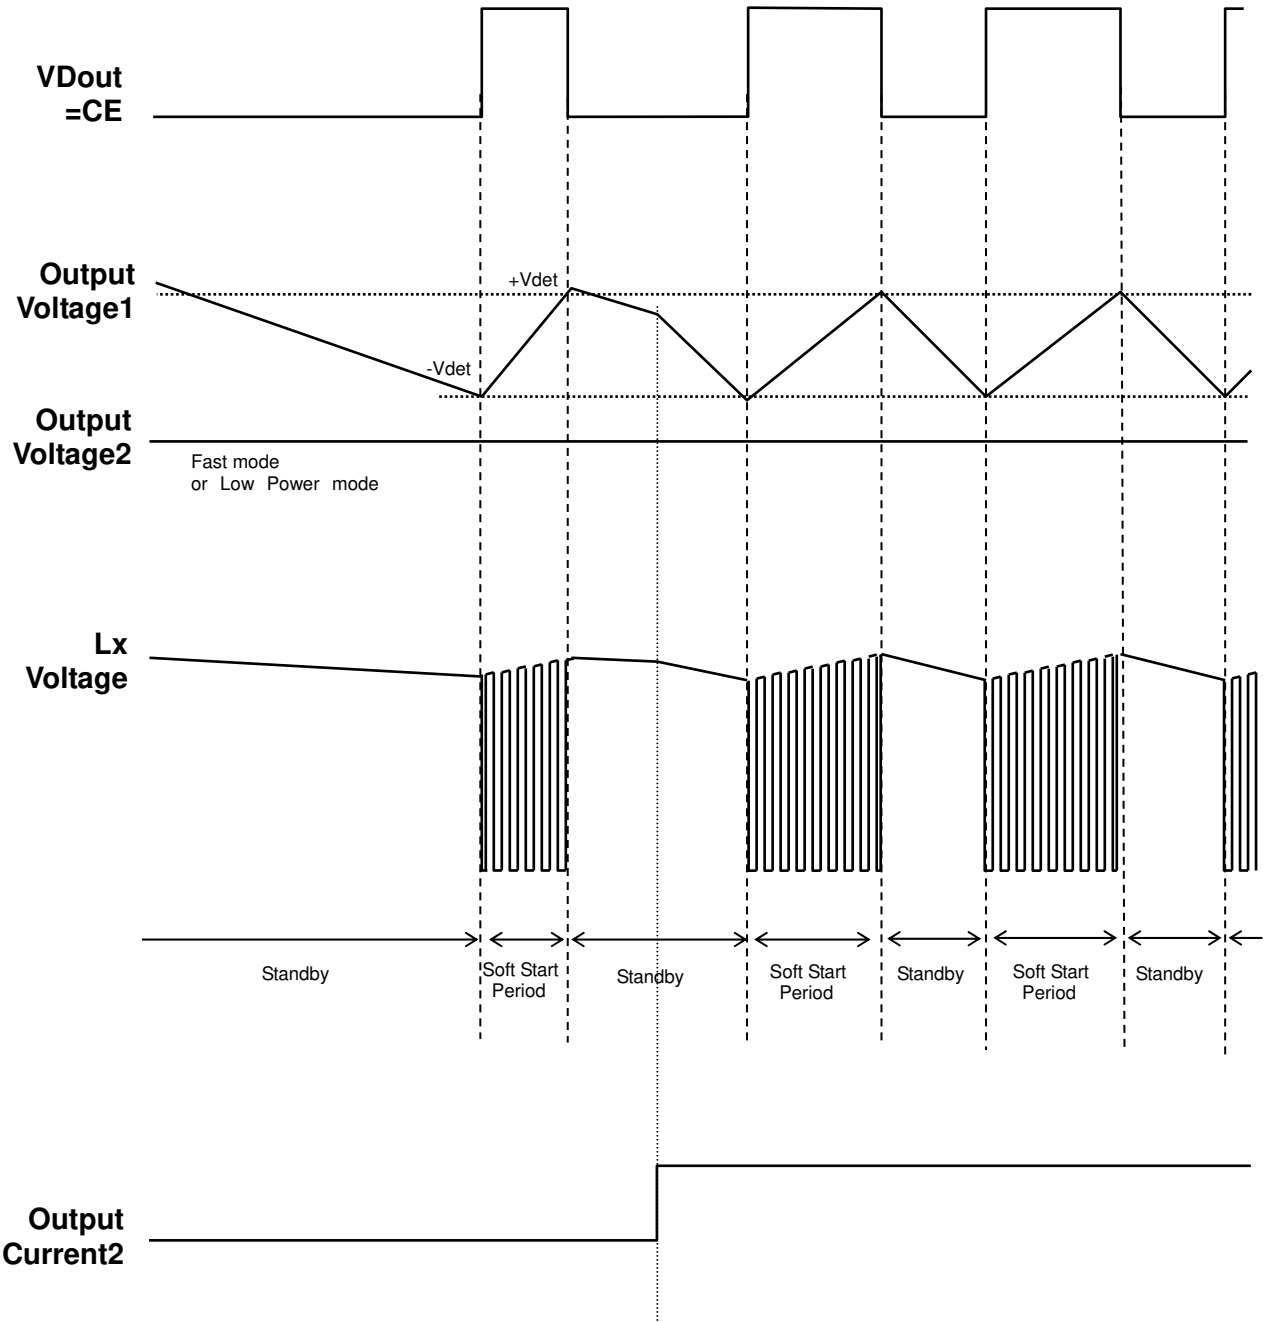 VDout
=CE
Output
Voltage1
+Vdet
-Vdet
Output
Voltage2
Fast mode
or Low Power mode
Lx
Voltage
Standby
Soft Start
Period
Standby
Soft Start
Period
Standby
Soft Start
Period
Standby
Output
Current2